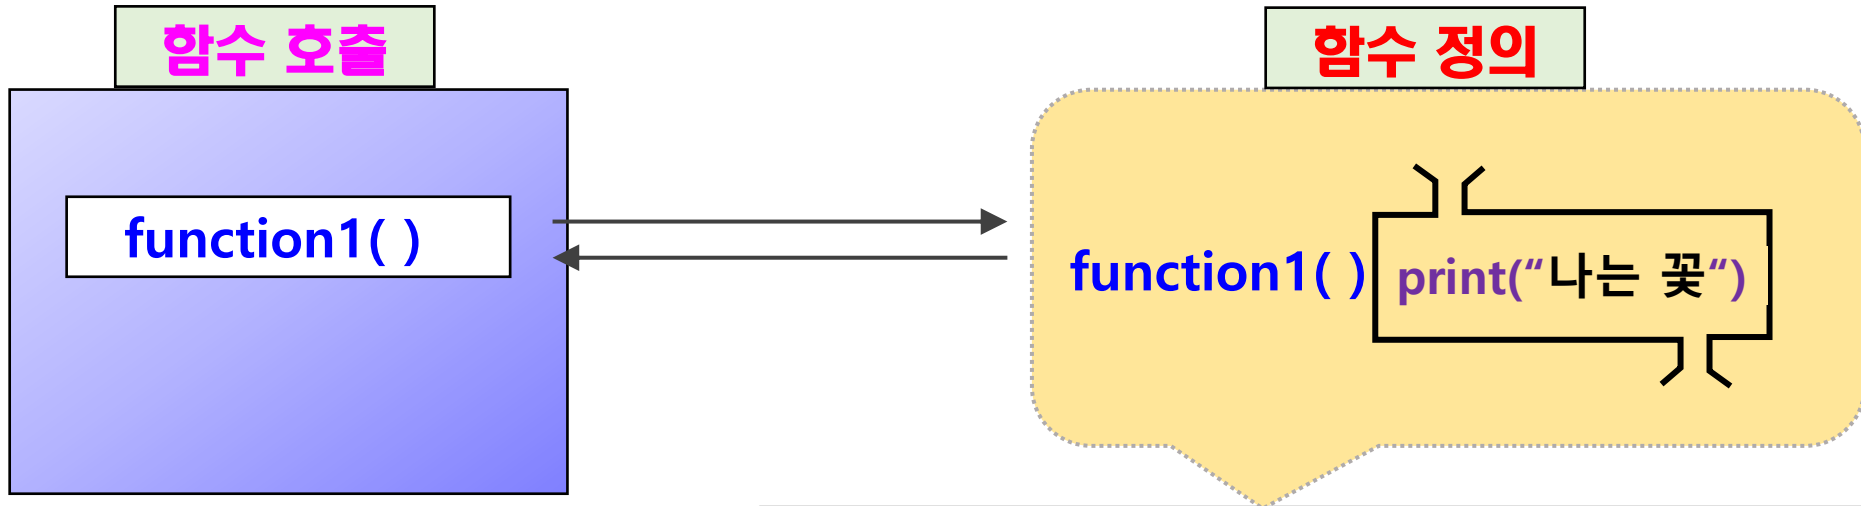 함수 호출
함수 정의
function1( )
function1( )
print(“나는 꽃“)